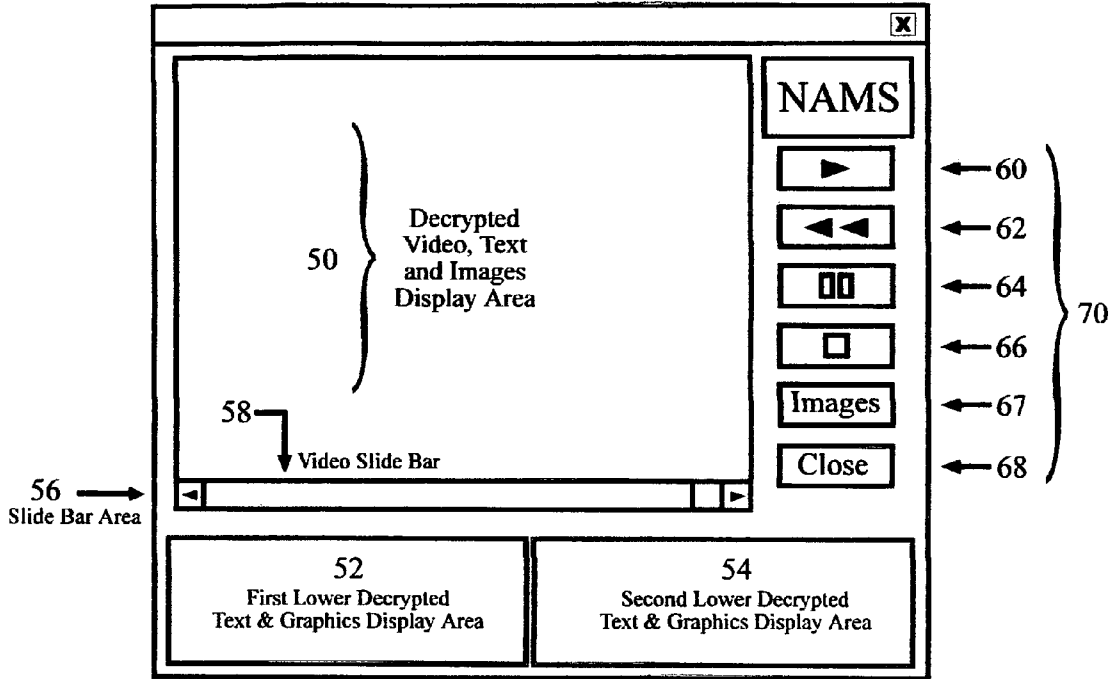 X
NAMS
50
Decrypted
Video, Text
and Images
Display Area
60
62
64
66
Images
67
Close
68
70
58
Video Slide Bar
56
Slide Bar Area
52
First Lower Decrypted
Text & Graphics Display Area
54
Second Lower Decrypted
Text & Graphics Display Area